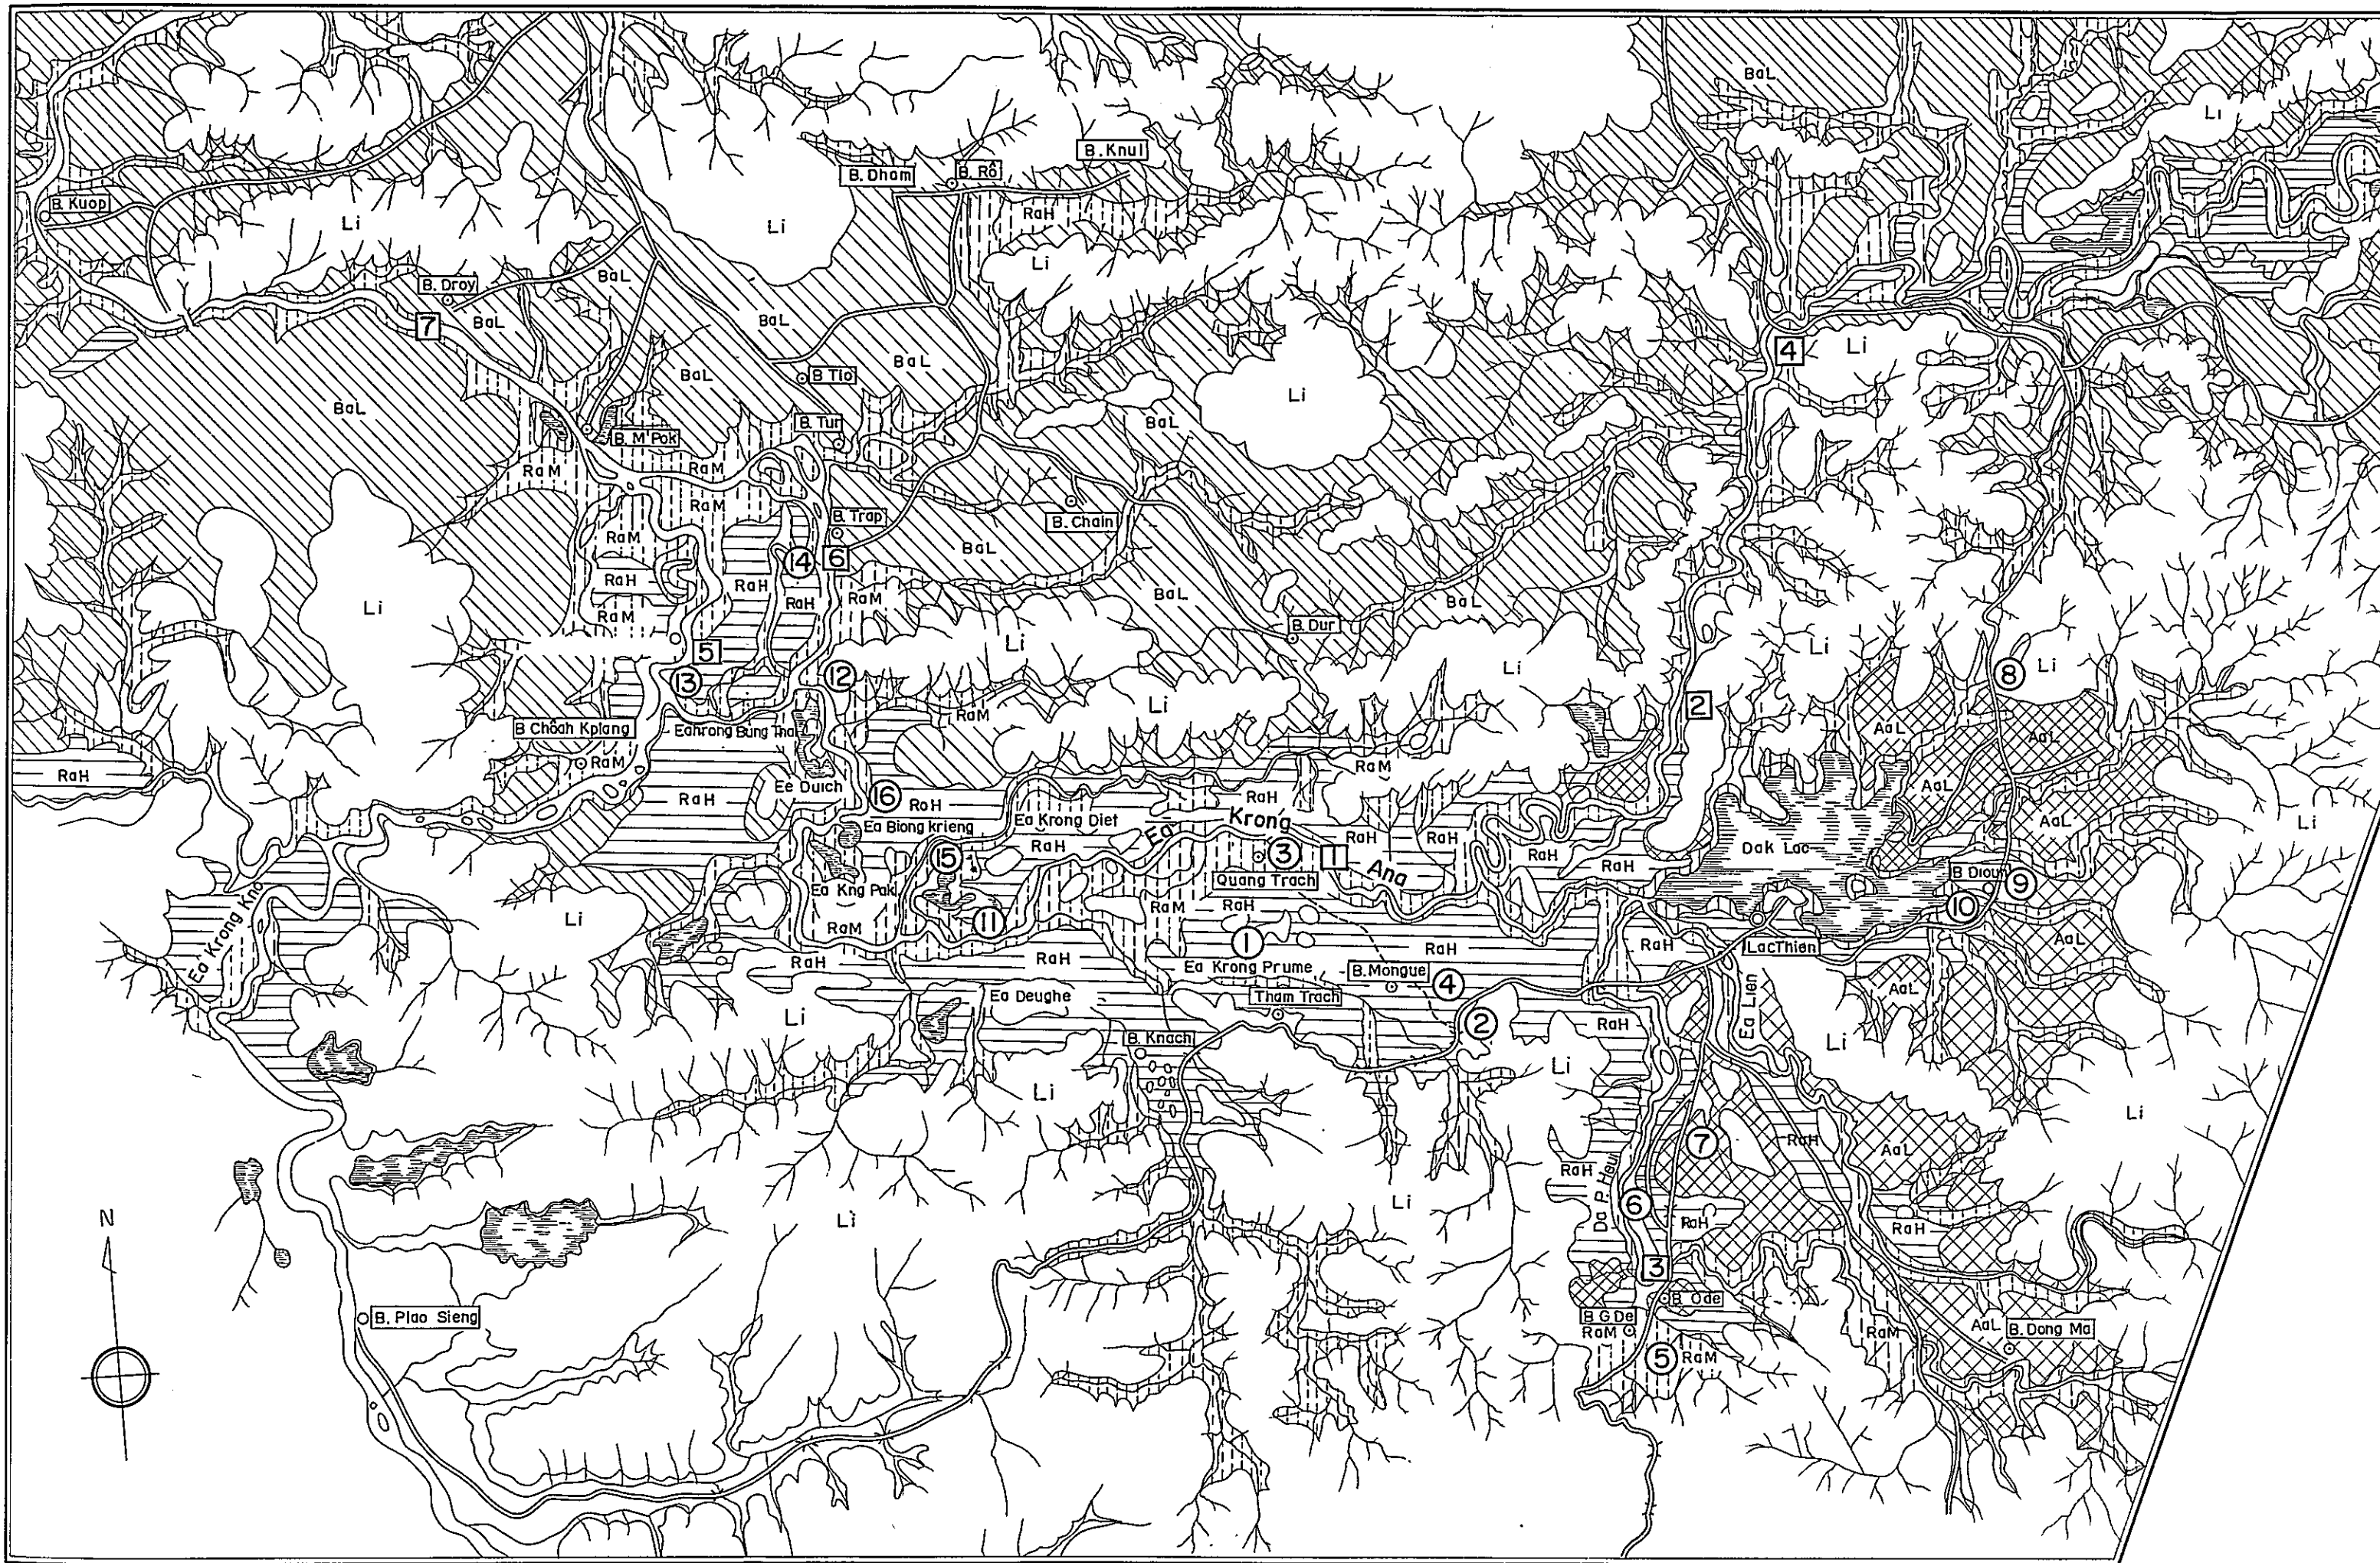 BaL
Li
B. Knul
B. Dham
B. Rô
B. Kuop
RaH
Li
Li
Li
BaL
B. Droy
BaL
7
BaL
4
Li
B Tlo
BaL
BaL
Li
BaL
B. Tur
BaL
B. M'Pok
RaM
RaM
RaM
B. Trap
B. Chain
RaM
BaL
14
6
RaH
RaH
RaH
RaM
BaL
BaL
RaM
Li
B. Dur
Li
Li
5
Li
8
Li
13
12
Li
RaM
Li
2
B Chôah Kplang
Eahrong Bung Thai
AaL
AaL
RaM
RaM
RaH
Ee Duich
AaL
RaH
16
RaH
RaH
Ea Biong krieng
Ea Krong Diet
Ea Krong Ana
AaL
Li
RaH
RaH
RaH
15
3
1
RaH
RaH
Dak Lac
Ea Kng Pak
Quang Trach
B Dioun
9
RaM
RaH
10
Li
11
RaM
1
RaH
RaH
Lac Thien
AaL
Ea Krong Kno
RaH
RaH
Ea Krong Prume
B. Mongue
4
Ea Deughe
Tham Trach
AaL
Li
2
RaH
Ea Lien
B. Knach
Li
Li
Li
Li
RaH
7
AaL
RaH
Da P. Heui
Li
6
RaH
RaH
Li
N
3
B. Ode
B. Plao Sieng
B G De
RaM
RaM
AaL
B. Dong Ma
5
RaM